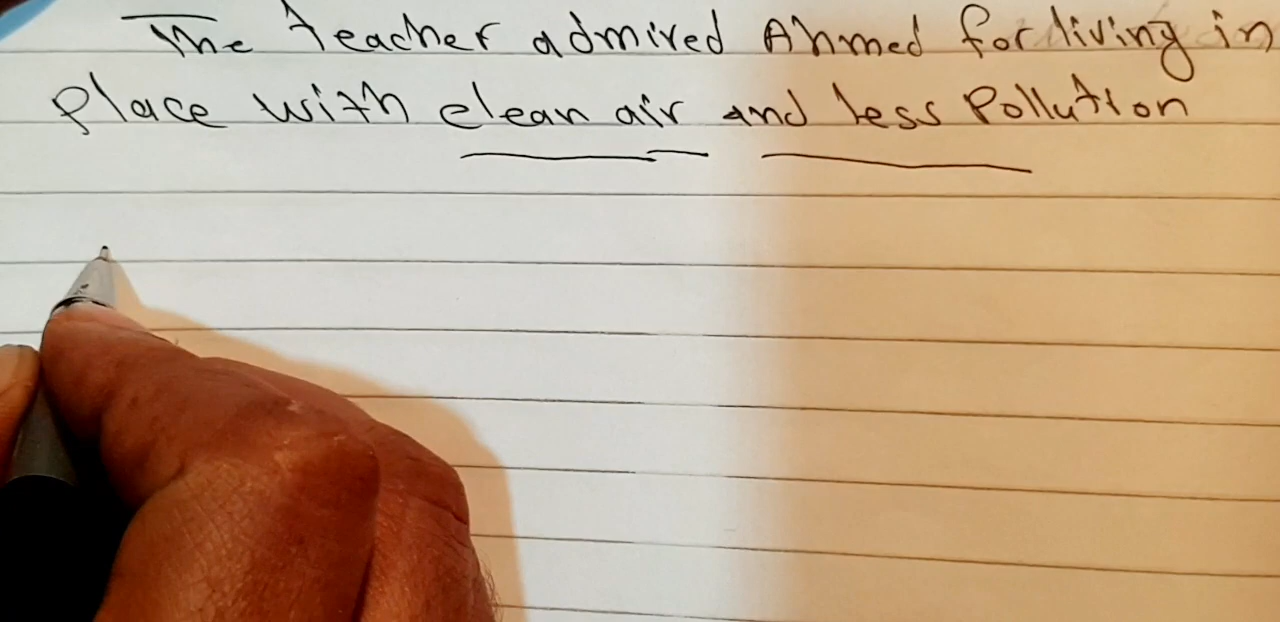 The teacher admired Ahmed for living in
Place with clean air and less Pollution